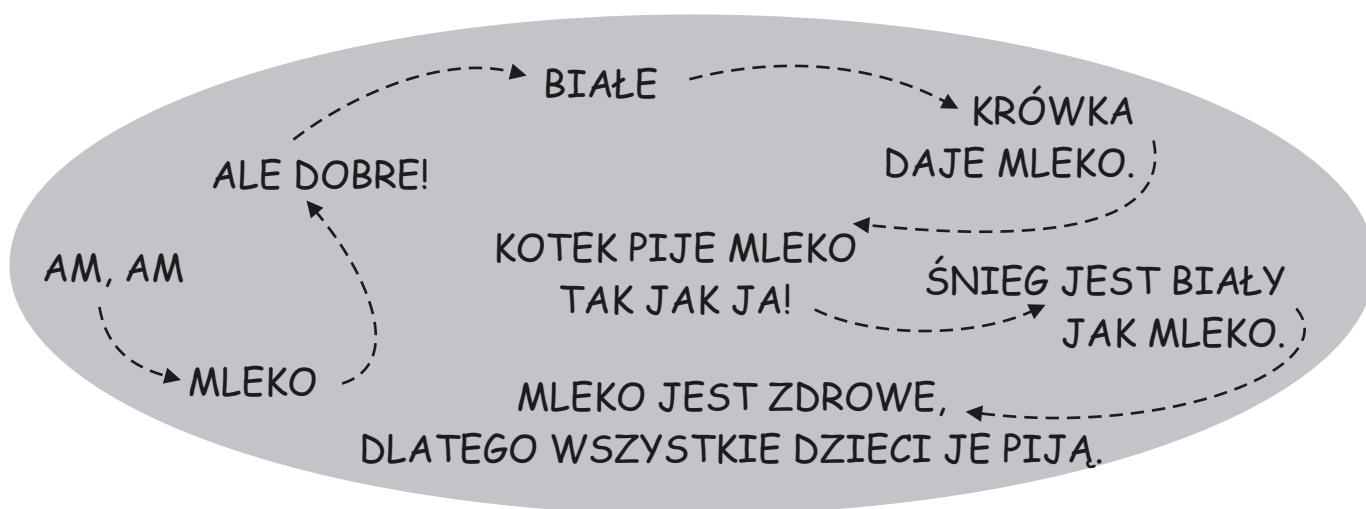 AM, AM
MLEKO
ALE DOBRE!
BIAŁE
KRÓWKA
DAJE MLEKO.
KOTEK PIJE MLEKO
TAK JAK JA!
ŚNIEG JEST BIAŁY
JAK MLEKO.
MLEKO JEST ZDROWE,
DLATEGO WSZYSTKIE DZIECI JE PIJĄ.